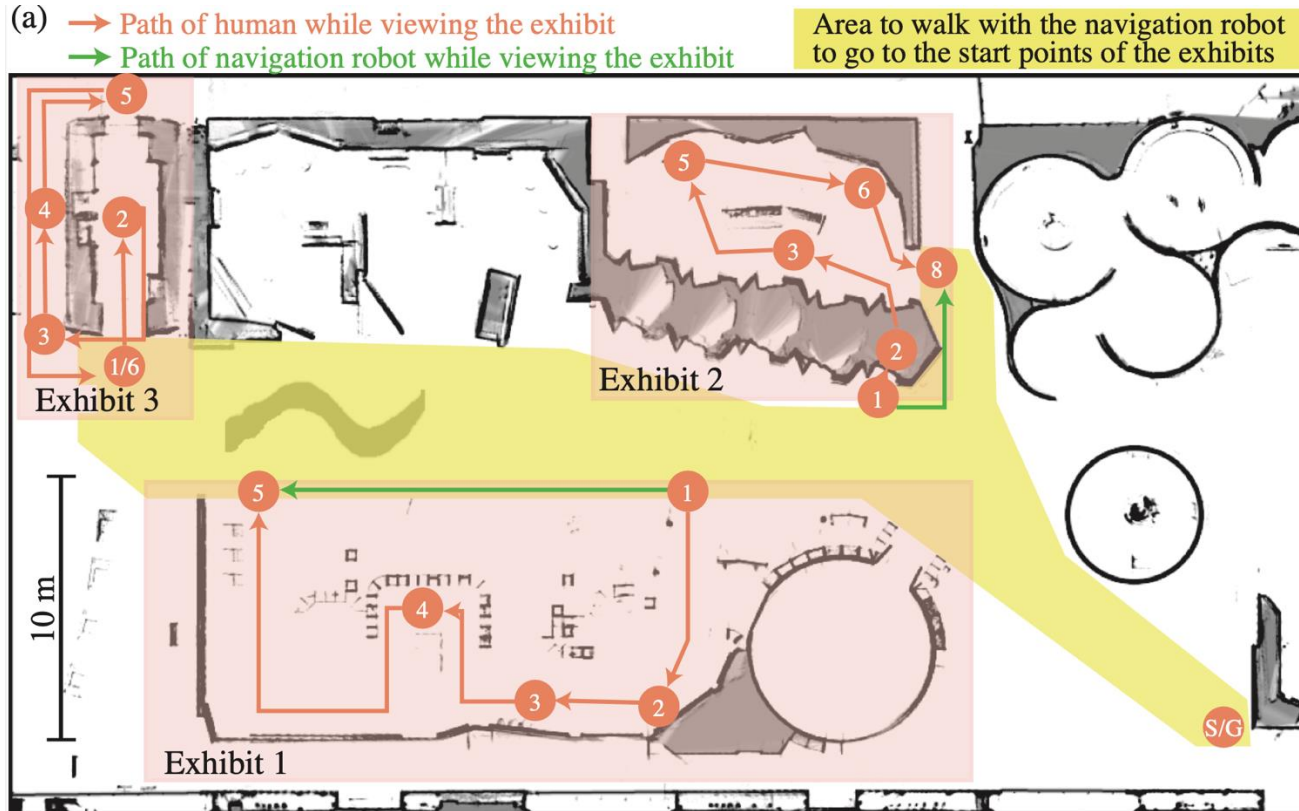 (a)
Path of human while viewing the exhibit
Path of navigation robot while viewing the exhibit
Area to walk with the navigation robot
to go to the start points of the exhibits
5
4
2
3
1/6
Exhibit 3
5
6
3
8
2
1
Exhibit 2
5
1
4
3
2
Exhibit 1
10 m
S/G